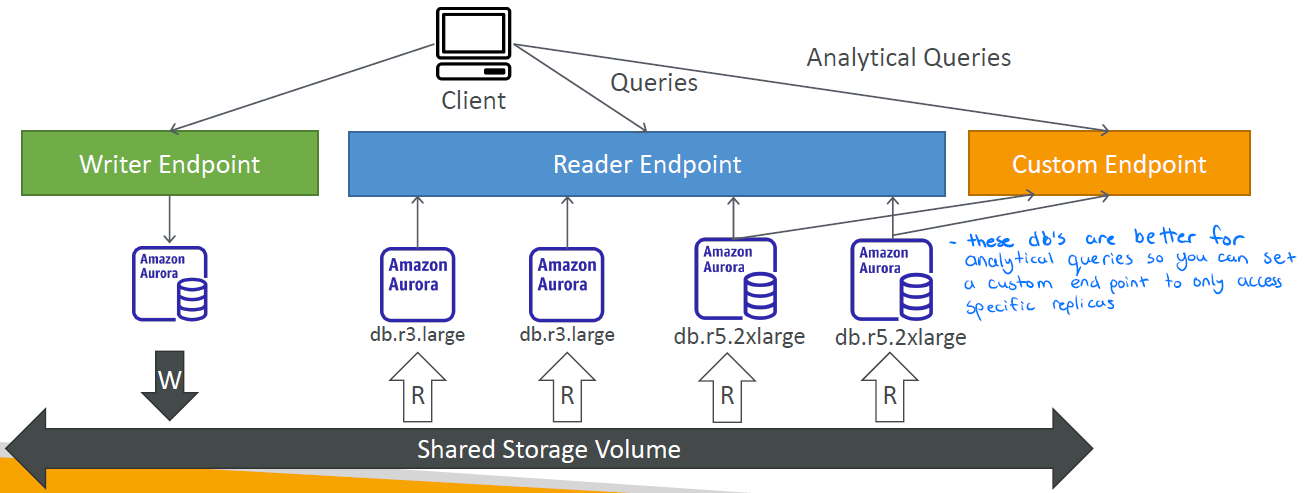 Analytical Queries
Queries
Client
Writer Endpoint
Reader Endpoint
Custom Endpoint
Amazon
Aurora
Amazon
Aurora
Amazon
Aurora
Amazon
Aurora
Amazon
Aurora
- these db's are better for
analytical queries so you can set
a custom end point to only access
specific replicas
db.r3.large
db.r3.large
db.r5.2xlarge
db.r5.2xlarge
W
R
R
R
R
Shared Storage Volume